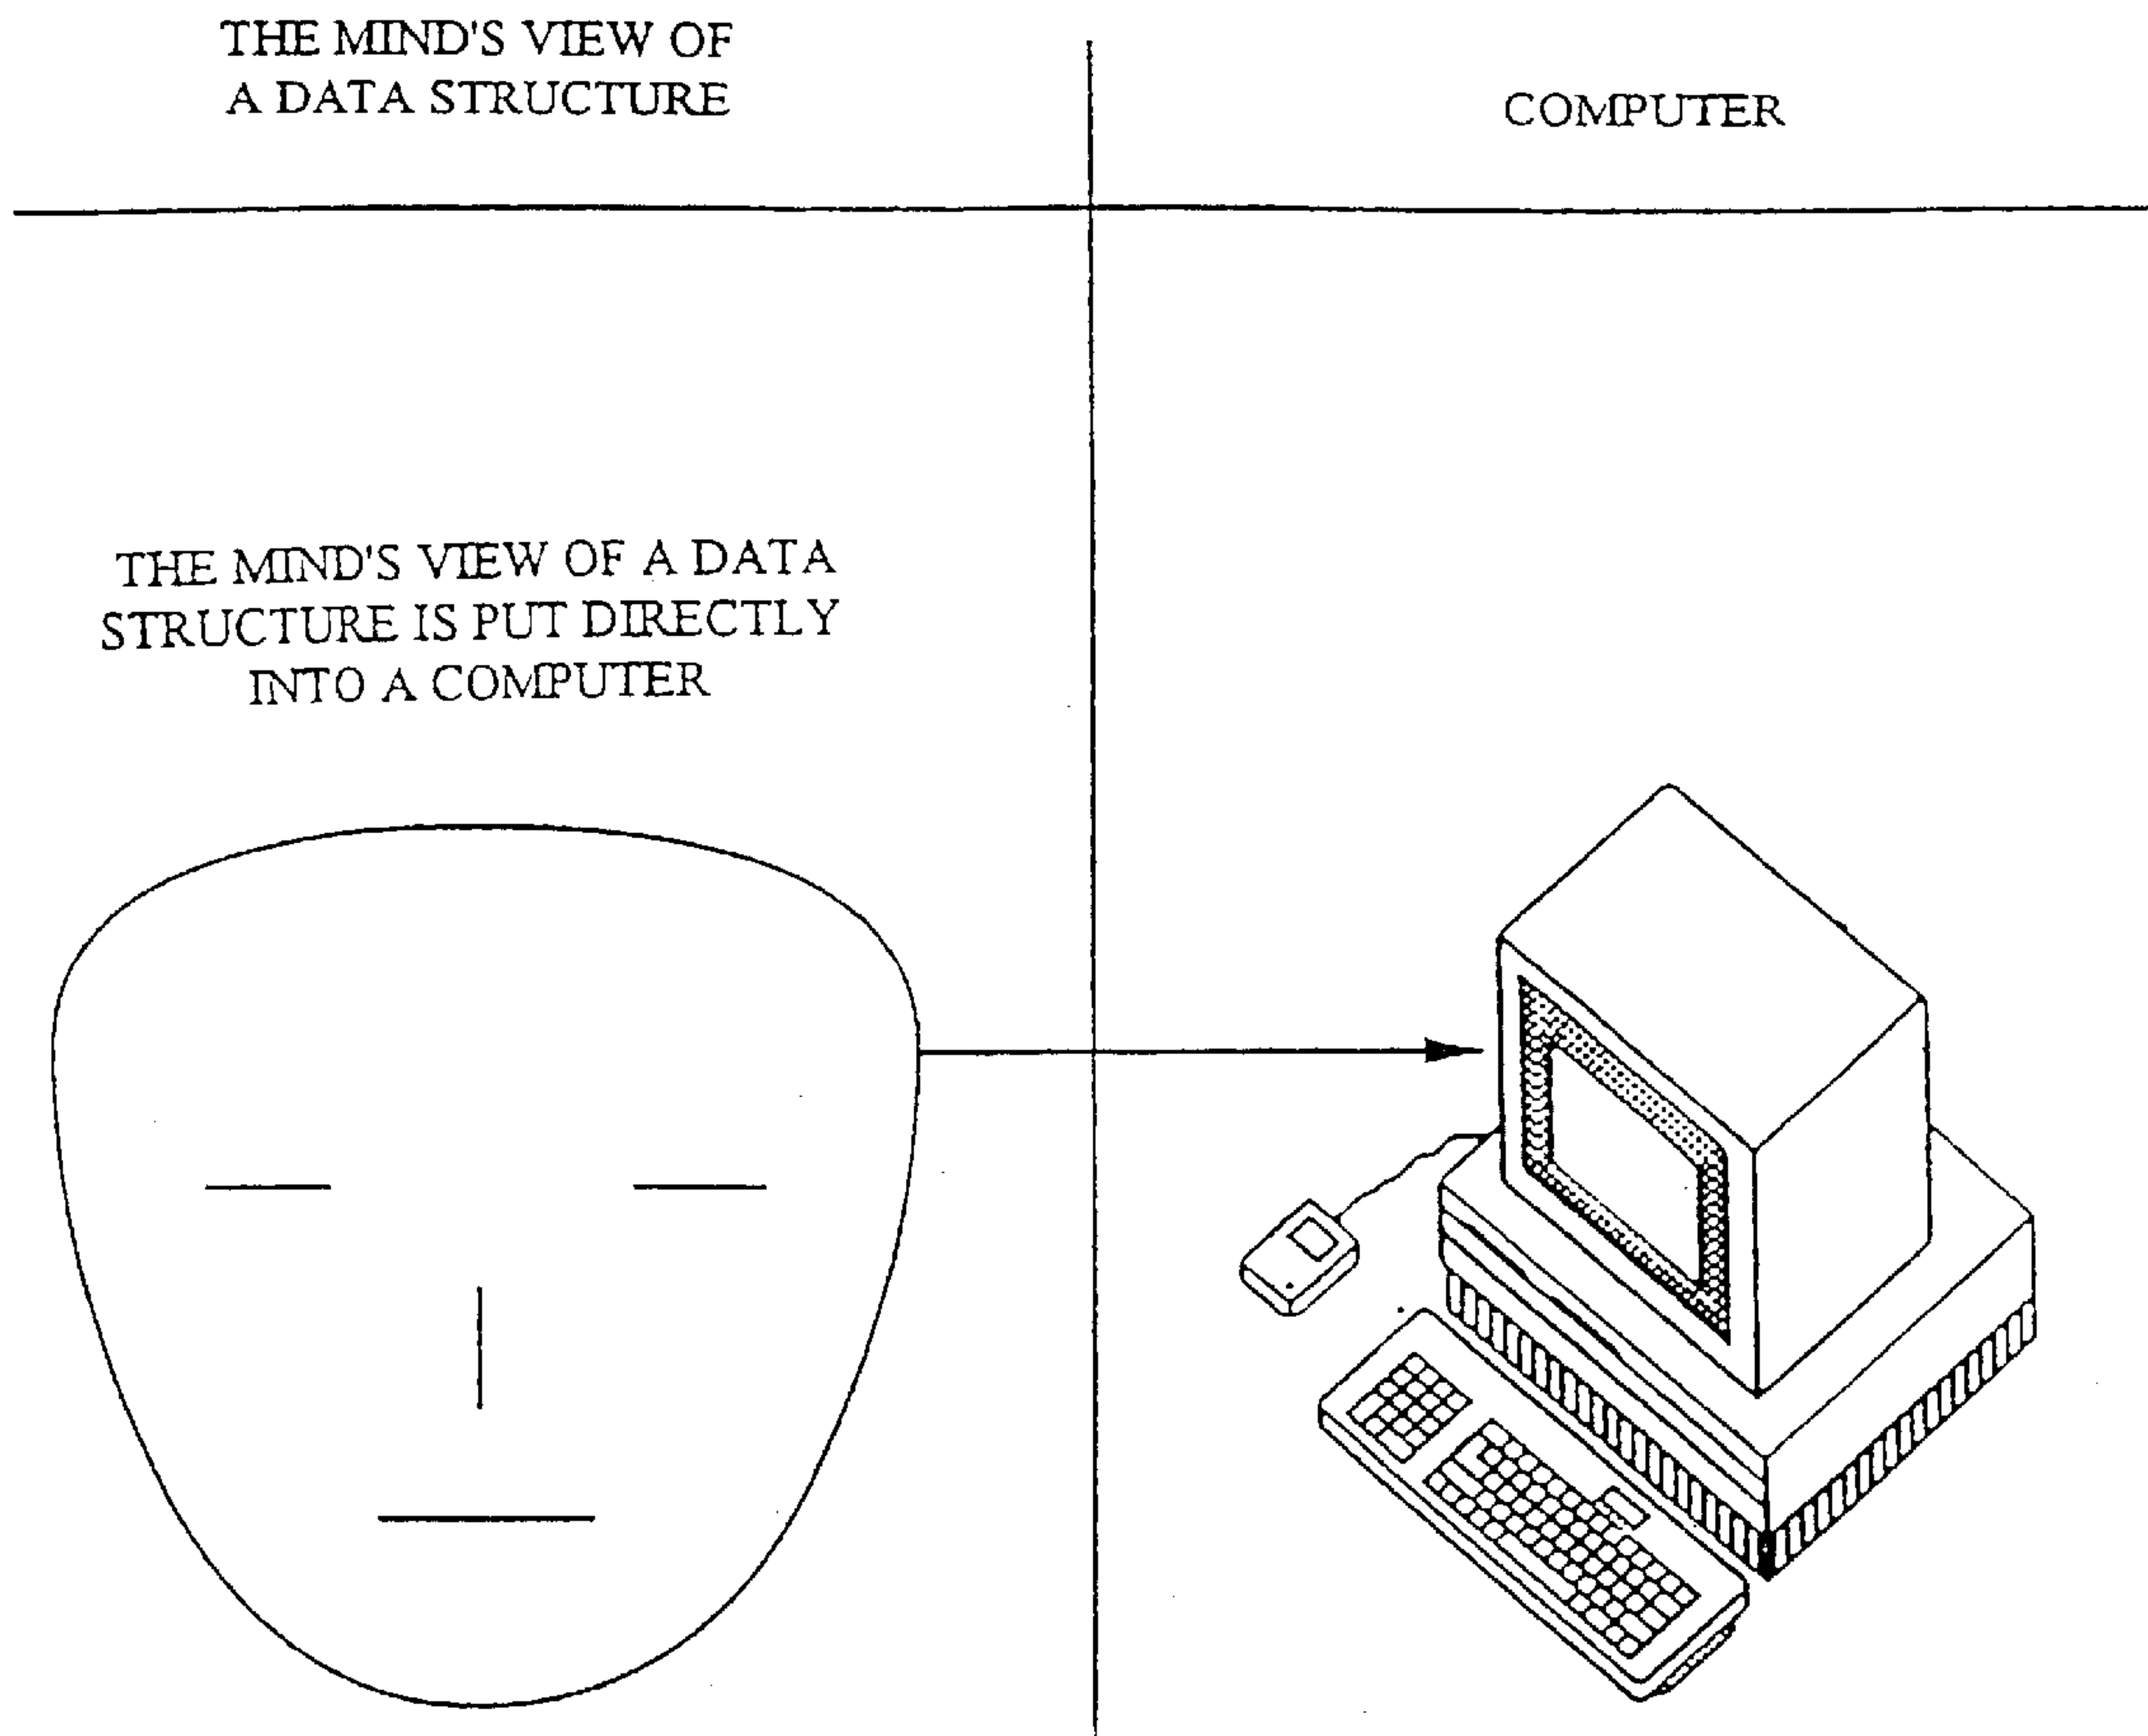 THE MIND'S VIEW OF
A DATA STRUCTURE
COMPUTER
THE MIND'S VIEW OF A DATA
STRUCTURE IS PUT DIRECTLY
INTO A COMPUTER